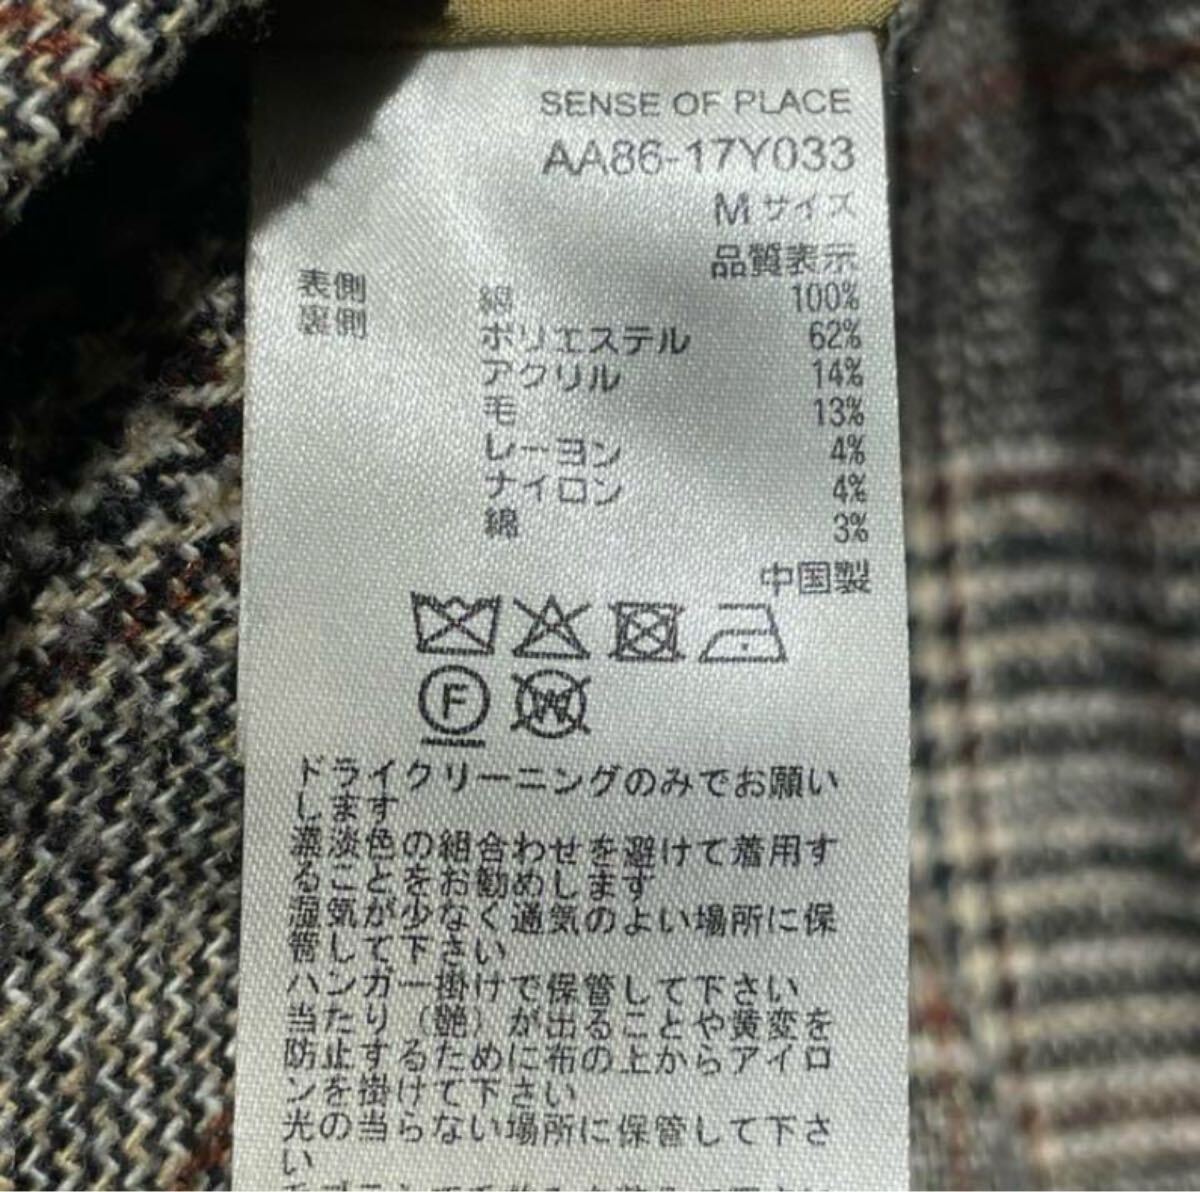 SENSE OF PLACE
AA86-17Y033
Mサイズ
品質表示
表側 綿 100%
裏側 ポリエステル 62%
アクリル 14%
毛 13%
レーヨン 4%
ナイロン 4%
綿 3%
中国製
F W
ドライクリーニングのみでお願い
します
濃淡色の組合わせを避けて着用す
ることをお勧めします
湿気が少なく通気のよい場所に保
管して下さい
ハンガー掛けで保管して下さい
当たり（艶）が出ることや黄変を
防止するために布の上からアイロ
ンを掛けて下さい
光の当らない場所に保管して下さ
い